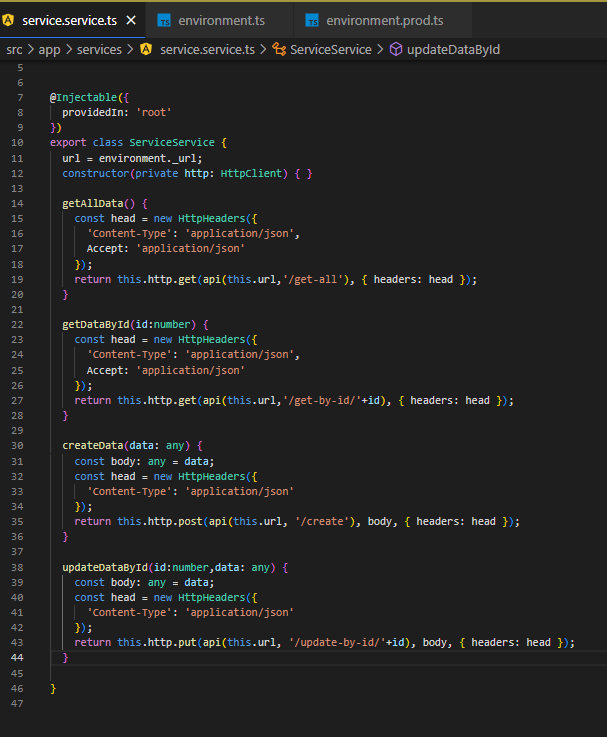 service.service.ts × environment.ts environment.prod.ts
src > app > services > service.service.ts > ServiceService > updateDataById
5
6
7 @Injectable({
8   providedIn: 'root'
9 })
10 export class ServiceService {
11   url = environment._url;
12   constructor(private http: HttpClient) { }
13
14   getAllData() {
15     const head = new HttpHeaders({
16       'Content-Type': 'application/json',
17       Accept: 'application/json'
18     });
19     return this.http.get(api(this.url,'/get-all'), { headers: head });
20   }
21
22   getDataById(id:number) {
23     const head = new HttpHeaders({
24       'Content-Type': 'application/json',
25       Accept: 'application/json'
26     });
27     return this.http.get(api(this.url,'/get-by-id/'+id), { headers: head });
28   }
29
30   createData(data: any) {
31     const body: any = data;
32     const head = new HttpHeaders({
33       'Content-Type': 'application/json'
34     });
35     return this.http.post(api(this.url, '/create'), body, { headers: head });
36   }
37
38   updateDataById(id:number,data: any) {
39     const body: any = data;
40     const head = new HttpHeaders({
41       'Content-Type': 'application/json'
42     });
43     return this.http.put(api(this.url, '/update-by-id/'+id), body, { headers: head });
44   }
45
46 }
47